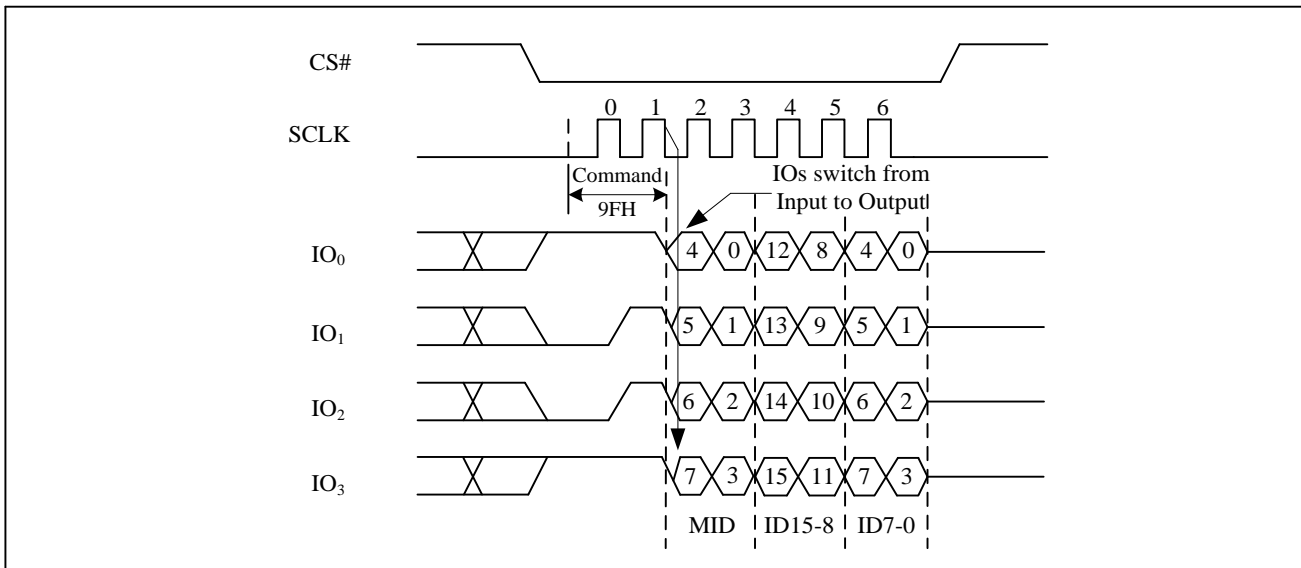 CS#
0 1 2 3 4 5 6
SCLK
Command
9FH
IOs switch from
Input to Output
IO0 4 0 12 8 4 0
IO1 5 1 13 9 5 1
IO2 6 2 14 10 6 2
IO3 7 3 15 11 7 3
MID ID15-8 ID7-0